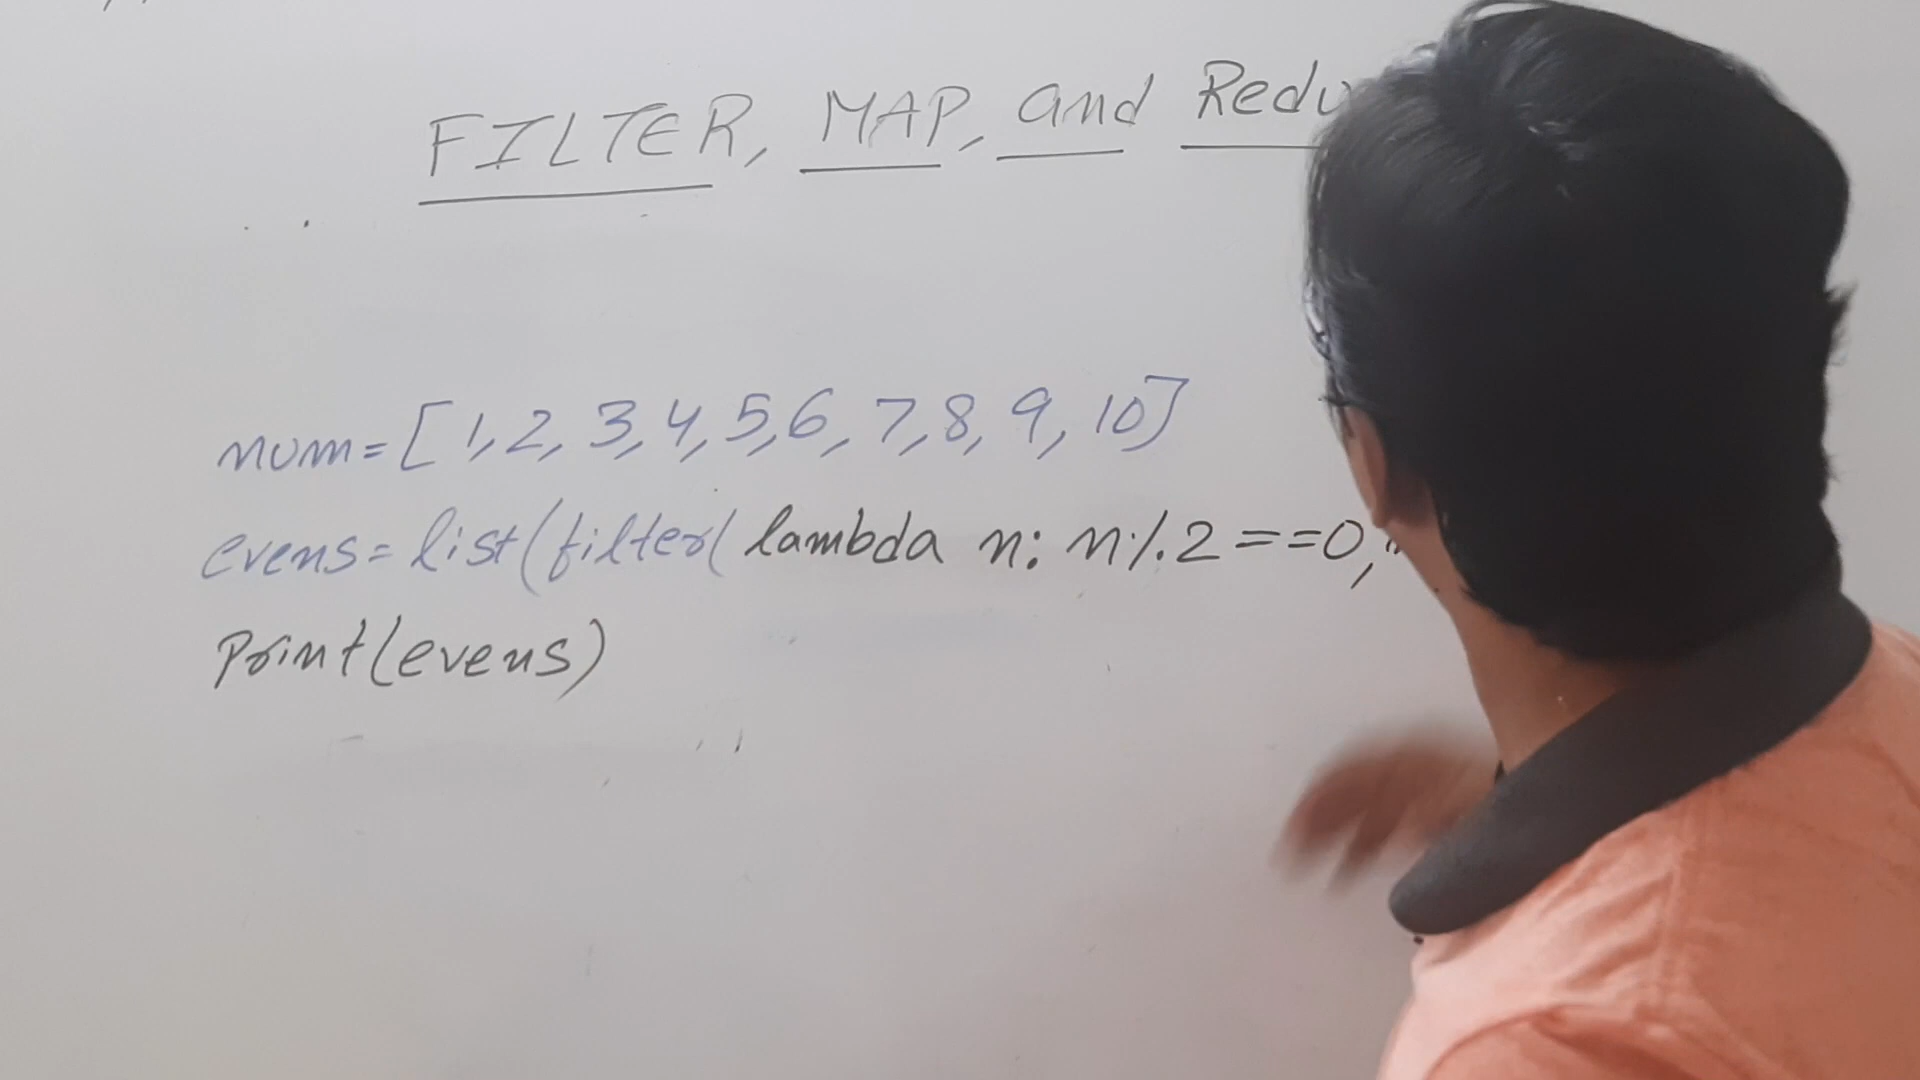 FILTER, MAP, and Redu
num=[1,2,3,4,5,6,7,8,9,10]
evens=list(filter(lambda n: n%2==0,
Print(evens)